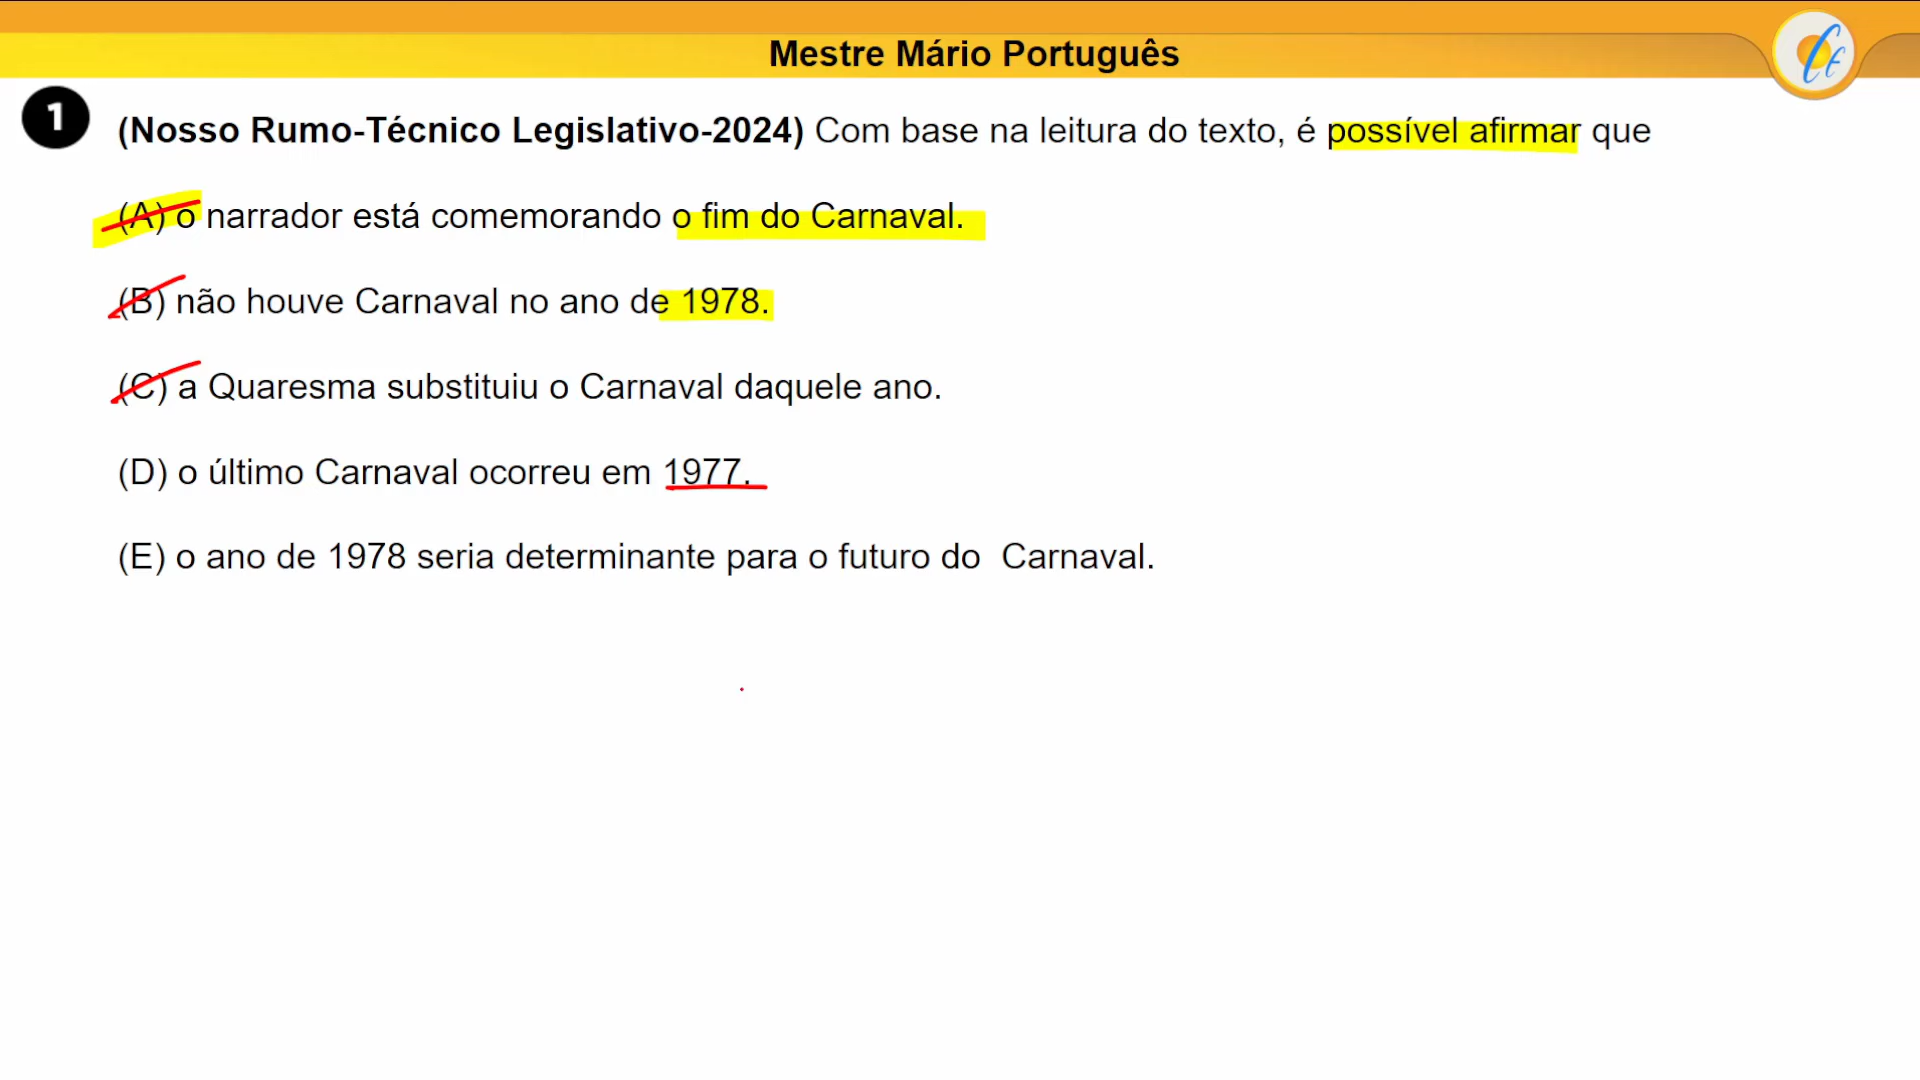 Mestre Mário Português
CE
1
(Nosso Rumo-Técnico Legislativo-2024) Com base na leitura do texto, é possível afirmar que
(A) o narrador está comemorando o fim do Carnaval.
(B) não houve Carnaval no ano de 1978.
(C) a Quaresma substituiu o Carnaval daquele ano.
(D) o último Carnaval ocorreu em 1977.
(E) o ano de 1978 seria determinante para o futuro do Carnaval.